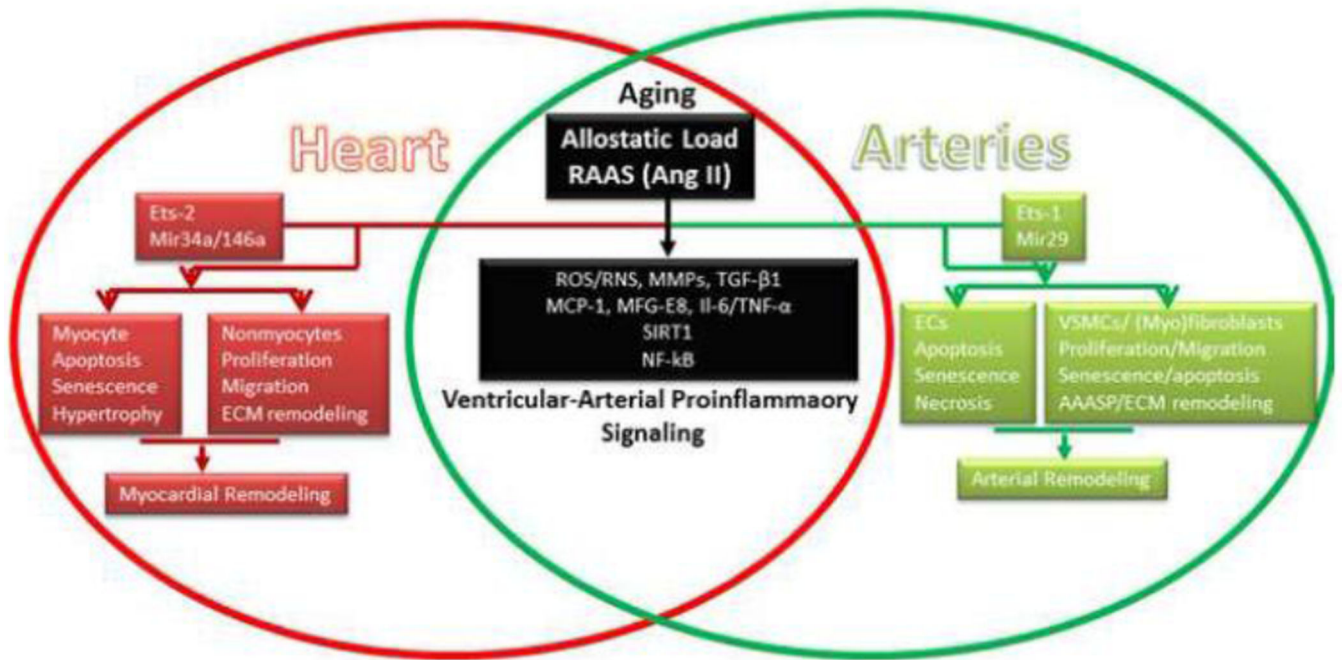 Aging
Heart
Allostatic Load
RAAS (Ang II)
Arteries
Ets-2
Mir34a/146a
Ets-1
Mir29
ROS/RNS, MMPs, TGF-β1
MCP-1, MFG-E8, Il-6/TNF-α
SIRT1
NF-kB
Ventricular-Arterial Proinflammaory
Signaling
Myocyte
Apoptosis
Senescence
Hypertrophy
Nonmyocytes
Proliferation
Migration
ECM remodeling
ECs
Apoptosis
Senescence
Necrosis
VSMCs/ (Myo)fibroblasts
Proliferation/Migration
Senescence/apoptosis
AAASP/ECM remodeling
Myocardial Remodeling
Arterial Remodeling